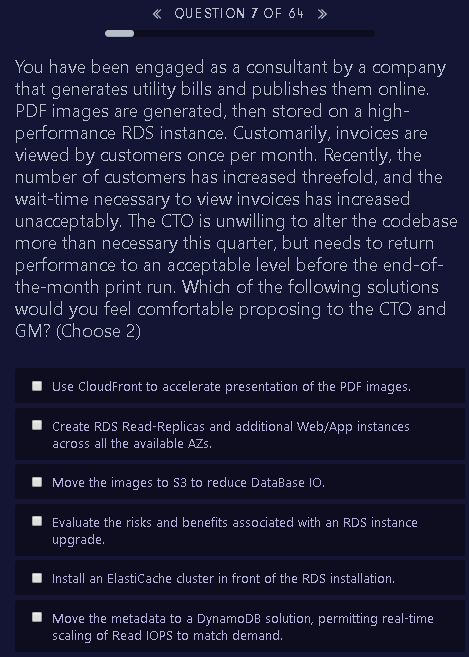 « QUESTION 7 OF 64 »
You have been engaged as a consultant by a company
that generates utility bills and publishes them online.
PDF images are generated, then stored on a high-
performance RDS instance. Customarily, invoices are
viewed by customers once per month. Recently, the
number of customers has increased threefold, and the
wait-time necessary to view invoices has increased
unacceptably. The CTO is unwilling to alter the codebase
more than necessary this quarter, but needs to return
performance to an acceptable level before the end-of-
the-month print run. Which of the following solutions
would you feel comfortable proposing to the CTO and
GM? (Choose 2)
Use CloudFront to accelerate presentation of the PDF images.
Create RDS Read-Replicas and additional Web/App instances
across all the available AZs.
Move the images to S3 to reduce DataBase IO.
Evaluate the risks and benefits associated with an RDS instance
upgrade.
Install an ElastiCache cluster in front of the RDS installation.
Move the metadata to a DynamoDB solution, permitting real-time
scaling of Read IOPS to match demand.